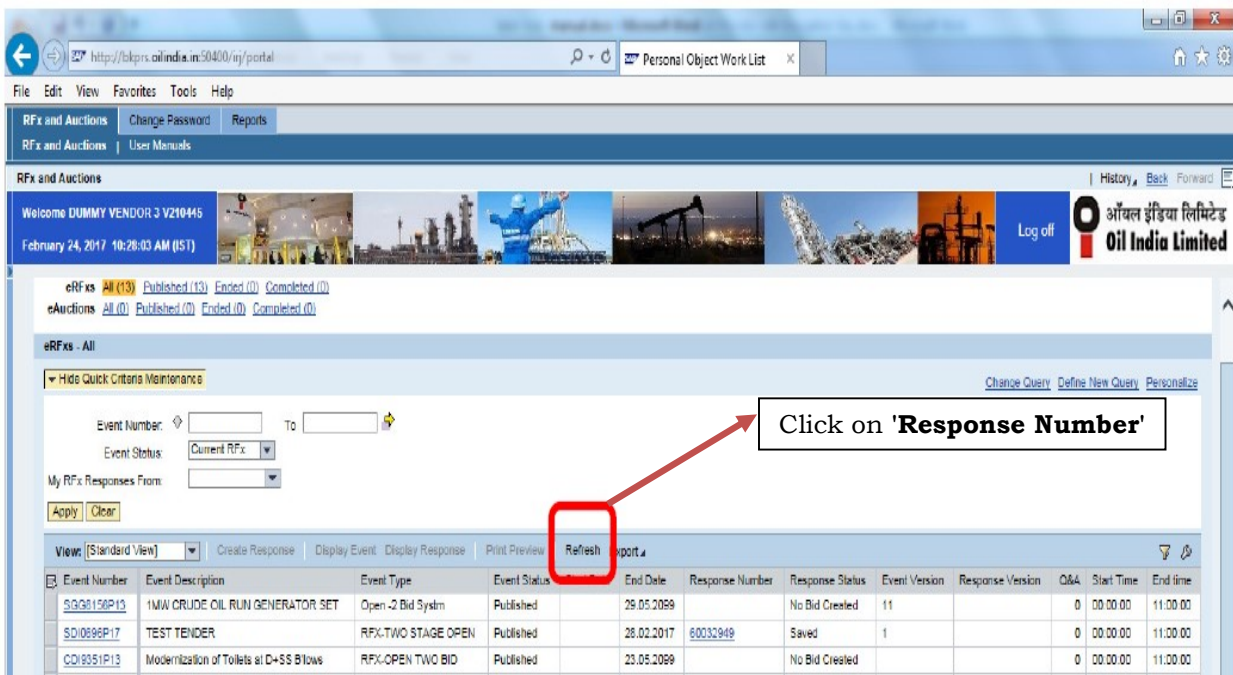 http://bkprs.oilindia.in:50400/irj/portal
Personal Object Work List
File Edit View Favorites Tools Help
RFx and Auctions Change Password Reports
RFx and Auctions | User Manuals
RFx and Auctions | History Back Forward
Welcome DUMMY VENDOR 3 V210445
February 24, 2017 10:28:03 AM (IST)
Log off
ऑयल इंडिया लिमिटेड
Oil India Limited
eRFxs All (13) Published (13) Ended (0) Completed (0)
eAuctions All (0) Published (0) Ended (0) Completed (0)
eRFxs - All
Hide Quick Criteria Maintenance Change Query Define New Query Personalize
Event Number: To
Event Status: Current RFx
My RFx Responses From:
Click on 'Response Number'
Apply Clear
View: [Standard View] Create Response Display Event Display Response Print Preview Refresh xport
Event Number Event Description Event Type Event Status End Date Response Number Response Status Event Version Response Version Q&A Start Time End time
SGG8156P13 1MW CRUDE OIL RUN GENERATOR SET Open -2 Bid Systm Published 29.05.2099 No Bid Created 11 0 00:00:00 11:00:00
SDI0696P17 TEST TENDER RFX-TWO STAGE OPEN Published 28.02.2017 60032949 Saved 1 0 00:00:00 11:00:00
CDI9351P13 Modernization of Toilets at D+SS B'lows RFX-OPEN TWO BID Published 23.05.2099 No Bid Created 0 00:00:00 11:00:00